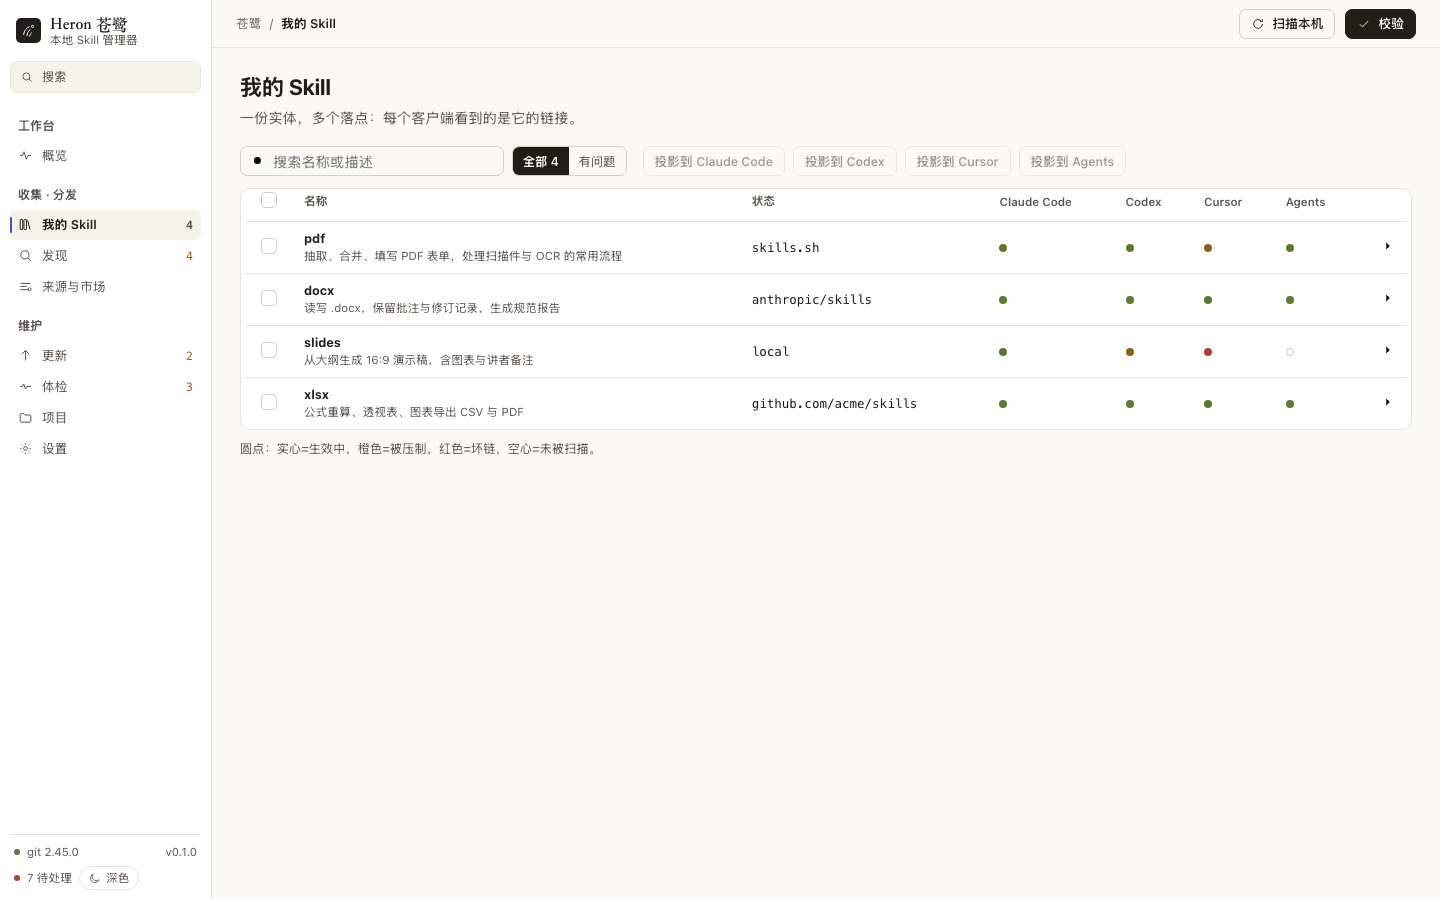 Heron 苍鹭
本地 Skill 管理器
搜索
工作台
概览
收集 · 分发
我的 Skill 4
发现 4
来源与市场
维护
更新 2
体检 3
项目
设置
git 2.45.0 v0.1.0
7 待处理 深色
苍鹭 / 我的 Skill
扫描本机 校验
我的 Skill
一份实体，多个落点：每个客户端看到的是它的链接。
搜索名称或描述 全部 4 有问题 投影到 Claude Code 投影到 Codex 投影到 Cursor 投影到 Agents
名称 状态 Claude Code Codex Cursor Agents
pdf
抽取、合并、填写 PDF 表单，处理扫描件与 OCR 的常用流程
skills.sh
docx
读写 .docx，保留批注与修订记录，生成规范报告
anthropic/skills
slides
从大纲生成 16:9 演示稿，含图表与讲者备注
local
xlsx
公式重算、透视表、图表导出 CSV 与 PDF
github.com/acme/skills
圆点：实心=生效中，橙色=被压制，红色=坏链，空心=未被扫描。